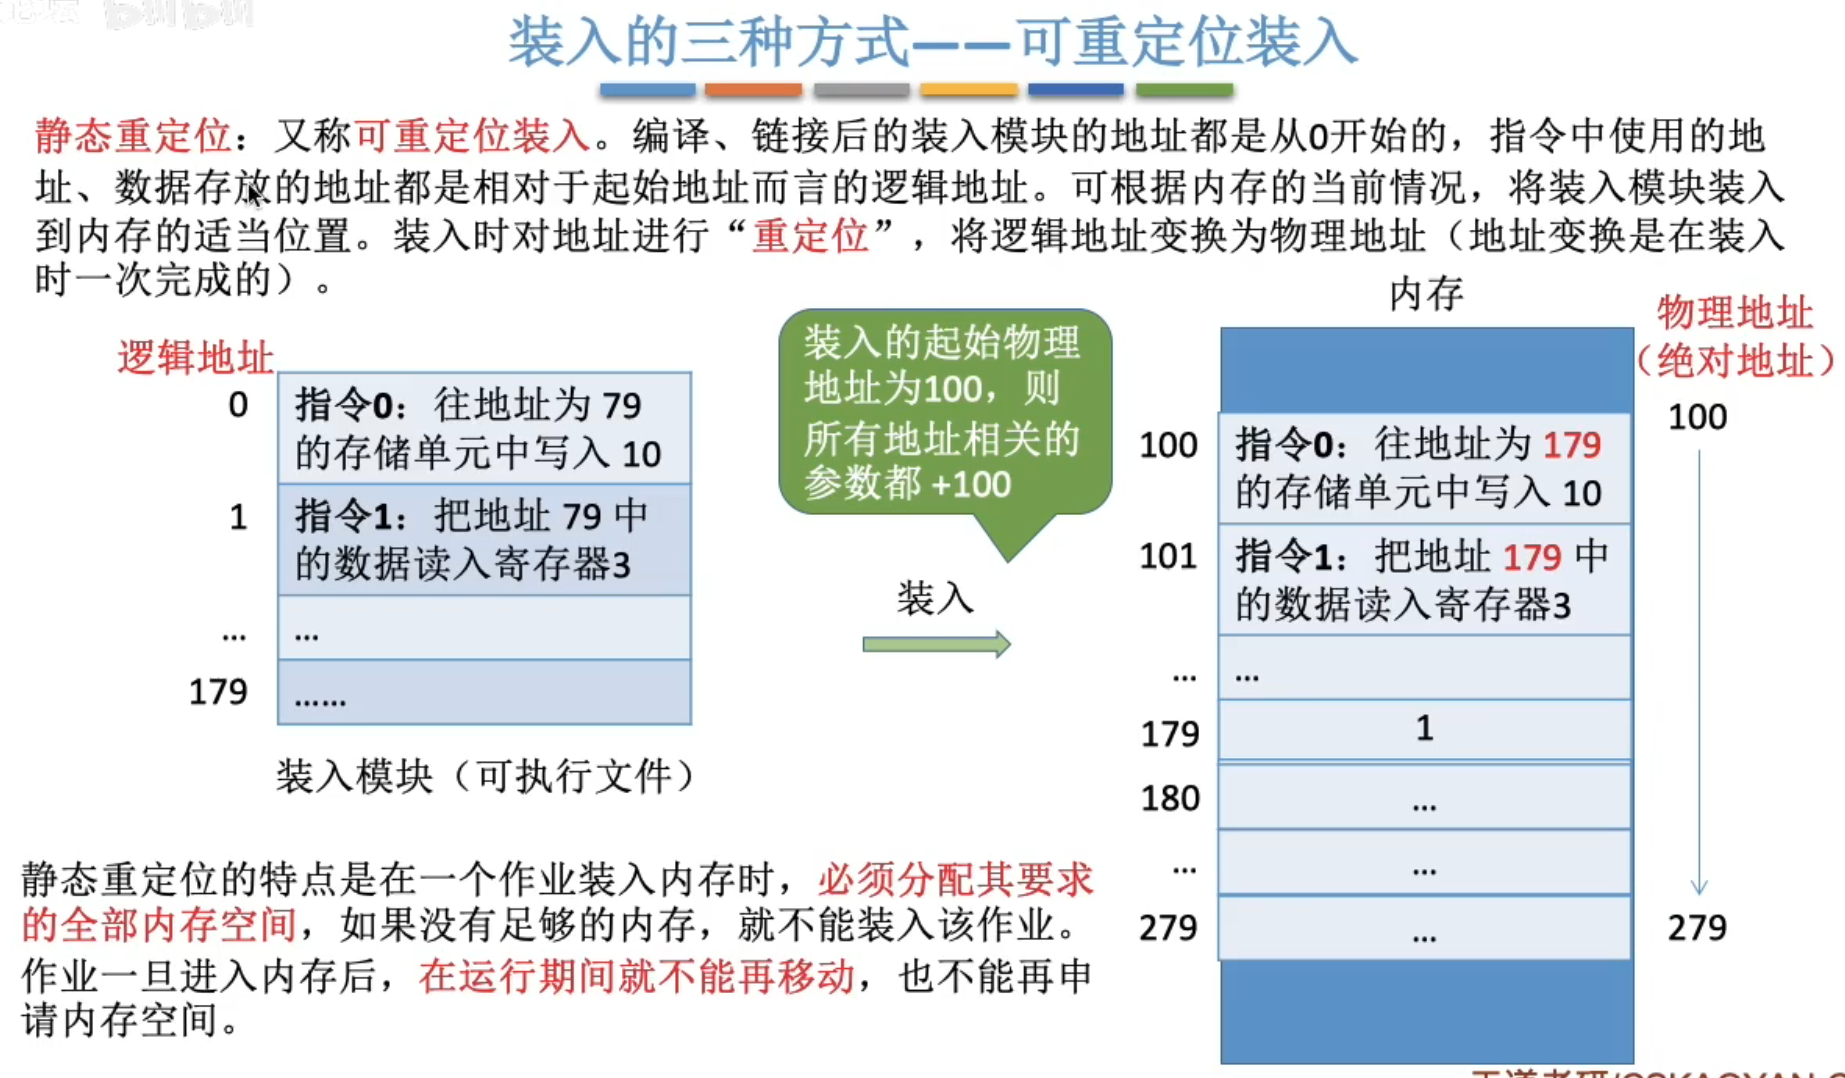 装入的三种方式——可重定位装入
静态重定位：又称可重定位装入。编译、链接后的装入模块的地址都是从0开始的，指令中使用的地
址、数据存放的地址都是相对于起始地址而言的逻辑地址。可根据内存的当前情况，将装入模块装入
到内存的适当位置。装入时对地址进行“重定位”，将逻辑地址变换为物理地址（地址变换是在装入
时一次完成的）。
逻辑地址
0
指令0：往地址为 79
的存储单元中写入 10
1
指令1：把地址 79 中
的数据读入寄存器3
...
...
179
......
装入模块（可执行文件）
装入的起始物理
地址为100，则
所有地址相关的
参数都 +100
装入
内存
物理地址
（绝对地址）
100
100
指令0：往地址为 179
的存储单元中写入 10
101
指令1：把地址 179 中
的数据读入寄存器3
...
...
179
1
180
...
...
...
279
...
279
静态重定位的特点是在一个作业装入内存时，必须分配其要求
的全部内存空间，如果没有足够的内存，就不能装入该作业。
作业一旦进入内存后，在运行期间就不能再移动，也不能再申
请内存空间。